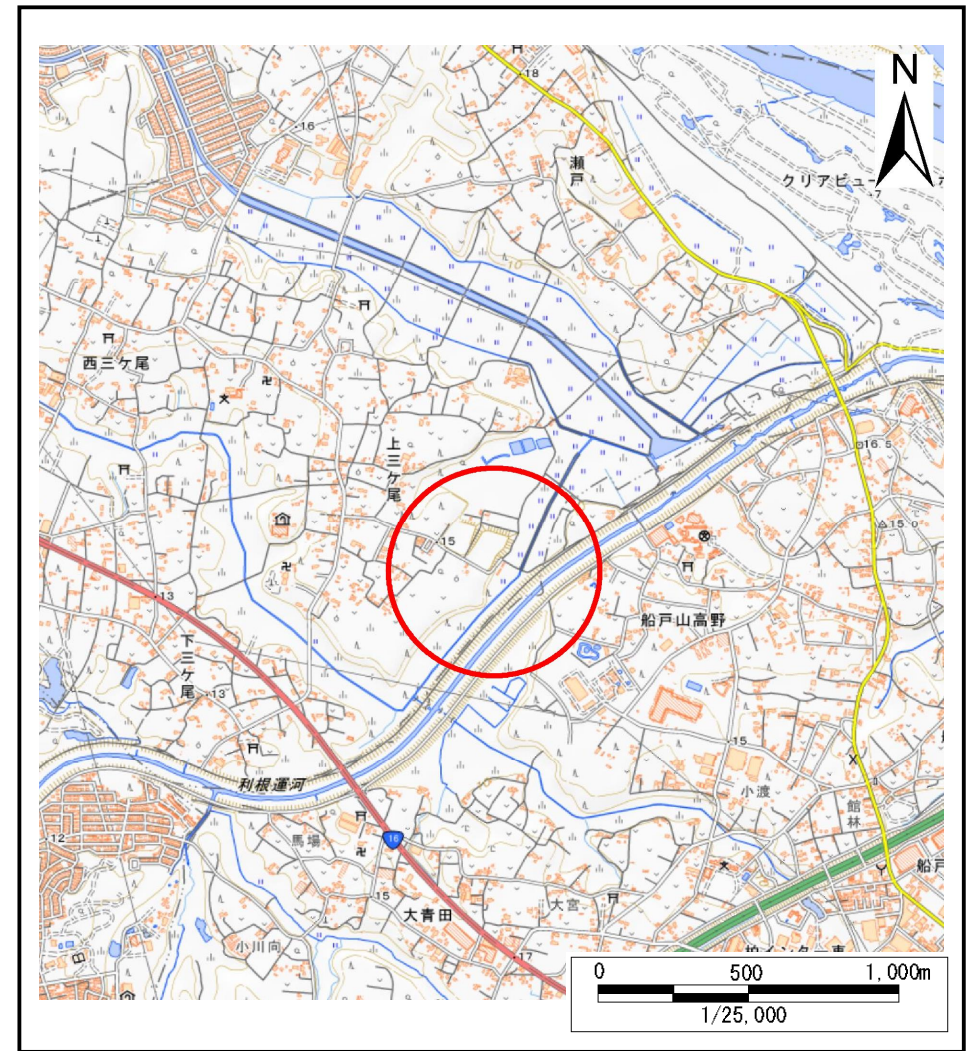 N
18
瀬戸
クリアビュー
7
16
10
西三ケ尾
上三ケ尾
16.5
15
15.0
船戸山高野
13
下三ケ尾
13
15
利根運河
小渡
館林
12
馬場
16
船戸
15
大青田
大宮
小川向
17
0 500 1,000m
1/25,000